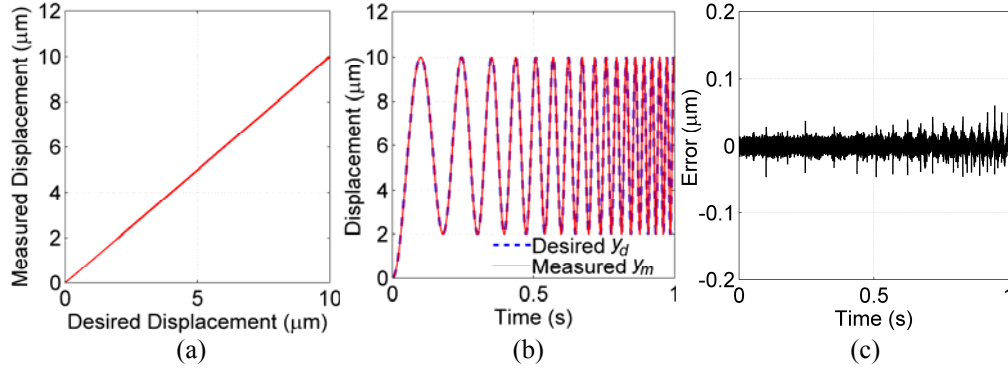 12
10
8
6
4
2
0
0
5
10
Measured Displacement (μm)
Desired Displacement (μm)
(a)
12
10
8
6
4
2
0
0
0.5
1
Displacement (μm)
Desired y_d
Measured y_m
Time (s)
(b)
0.2
0.1
0
-0.1
-0.2
0
0.5
1
Error (μm)
Time (s)
(c)